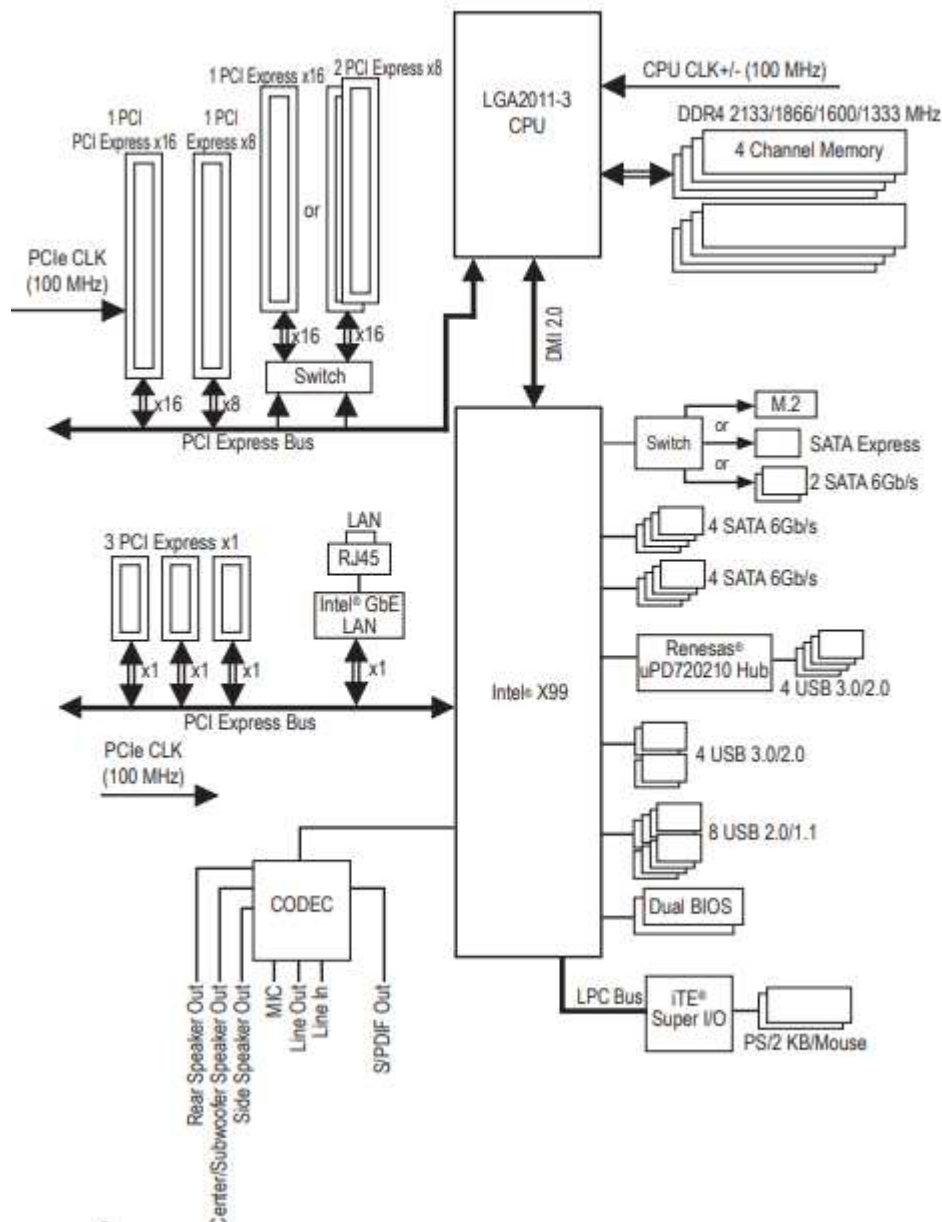 1 PCI Express x16
2 PCI Express x8
1 PCI
PCI Express x16
1 PCI
Express x8
or
PCIe CLK
(100 MHz)
x16
x16
Switch
x16
x8
PCI Express Bus
LGA2011-3
CPU
CPU CLK+/- (100 MHz)
DDR4 2133/1866/1600/1333 MHz
4 Channel Memory
DMI 2.0
Switch
M.2
or
SATA Express
or
2 SATA 6Gb/s
4 SATA 6Gb/s
4 SATA 6Gb/s
Renesas®
uPD720210 Hub
4 USB 3.0/2.0
4 USB 3.0/2.0
8 USB 2.0/1.1
Dual BIOS
Intel® X99
LAN
RJ45
Intel® GbE
LAN
3 PCI Express x1
x1
x1
x1
x1
PCI Express Bus
PCIe CLK
(100 MHz)
CODEC
Rear Speaker Out
Center/Subwoofer Speaker Out
Side Speaker Out
MIC
Line Out
Line In
S/PDIF Out
LPC Bus
iTE®
Super I/O
PS/2 KB/Mouse